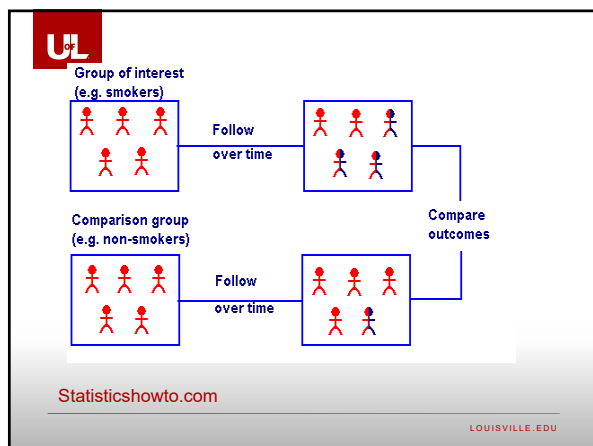 UofL
Group of interest
(e.g. smokers)
Follow
over time
Compare
outcomes
Comparison group
(e.g. non-smokers)
Follow
over time
Statisticshowto.com
LOUISVILLE.EDU